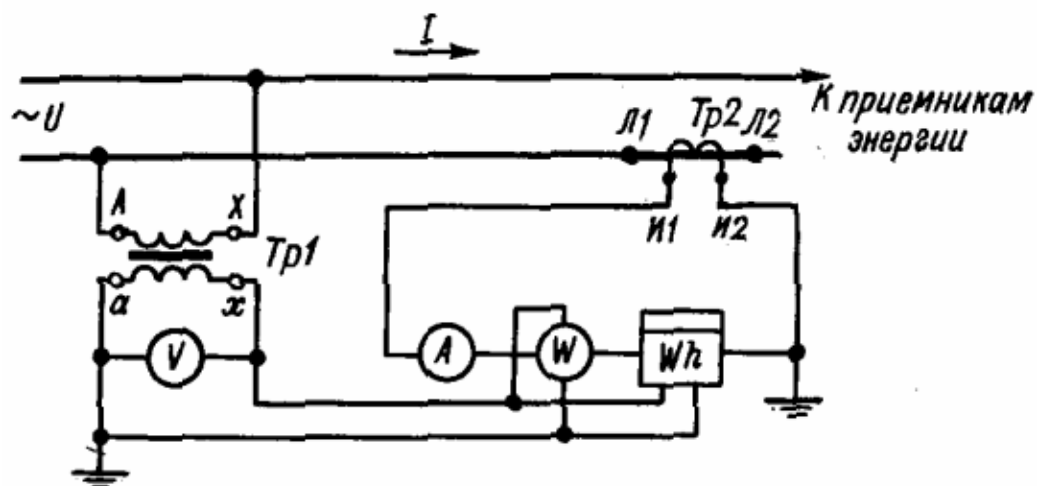 I
~U
К приемникам
энергии
Л1
Тр2
Л2
А
Х
Тр1
И1
И2
а
х
V
A
W
Wh